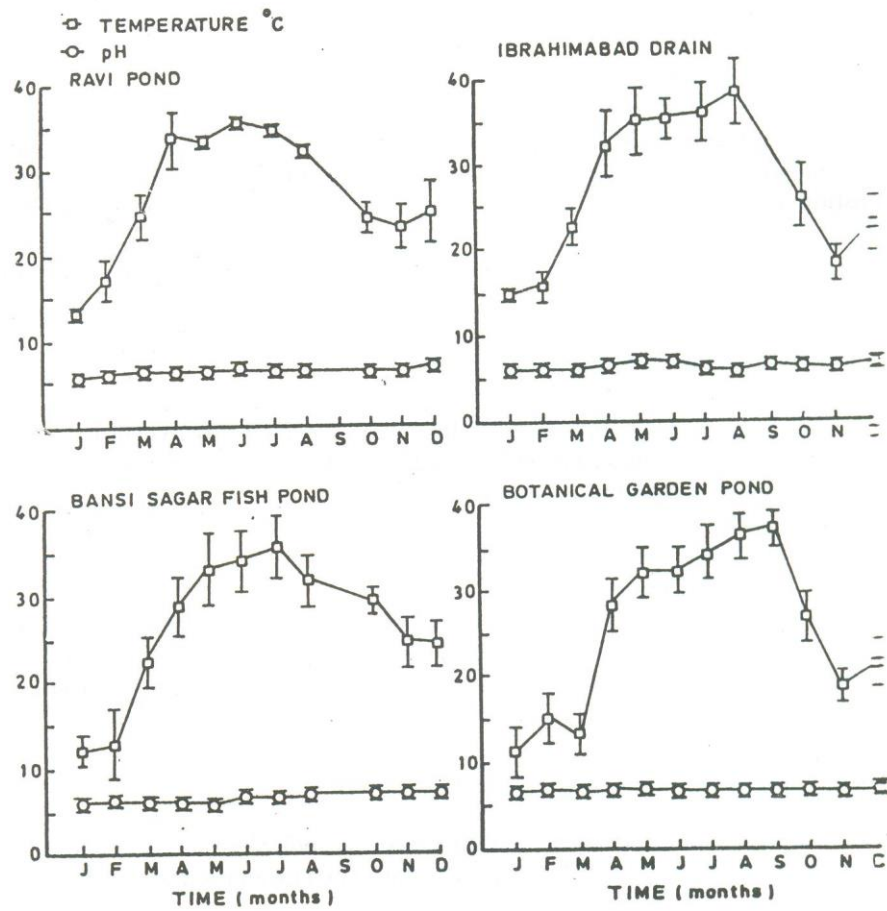 TEMPERATURE °C
pH
RAVI POND
40
30
20
10
J F M A M J J A S O N D
IBRAHIMABAD DRAIN
40
30
20
10
0
J F M A M J J A S O N
BANSI SAGAR FISH POND
40
30
20
10
0
J F M A M J J A S O N D
TIME (months)
BOTANICAL GARDEN POND
40
30
20
10
0
J F M A M J J A S O N
TIME (months)